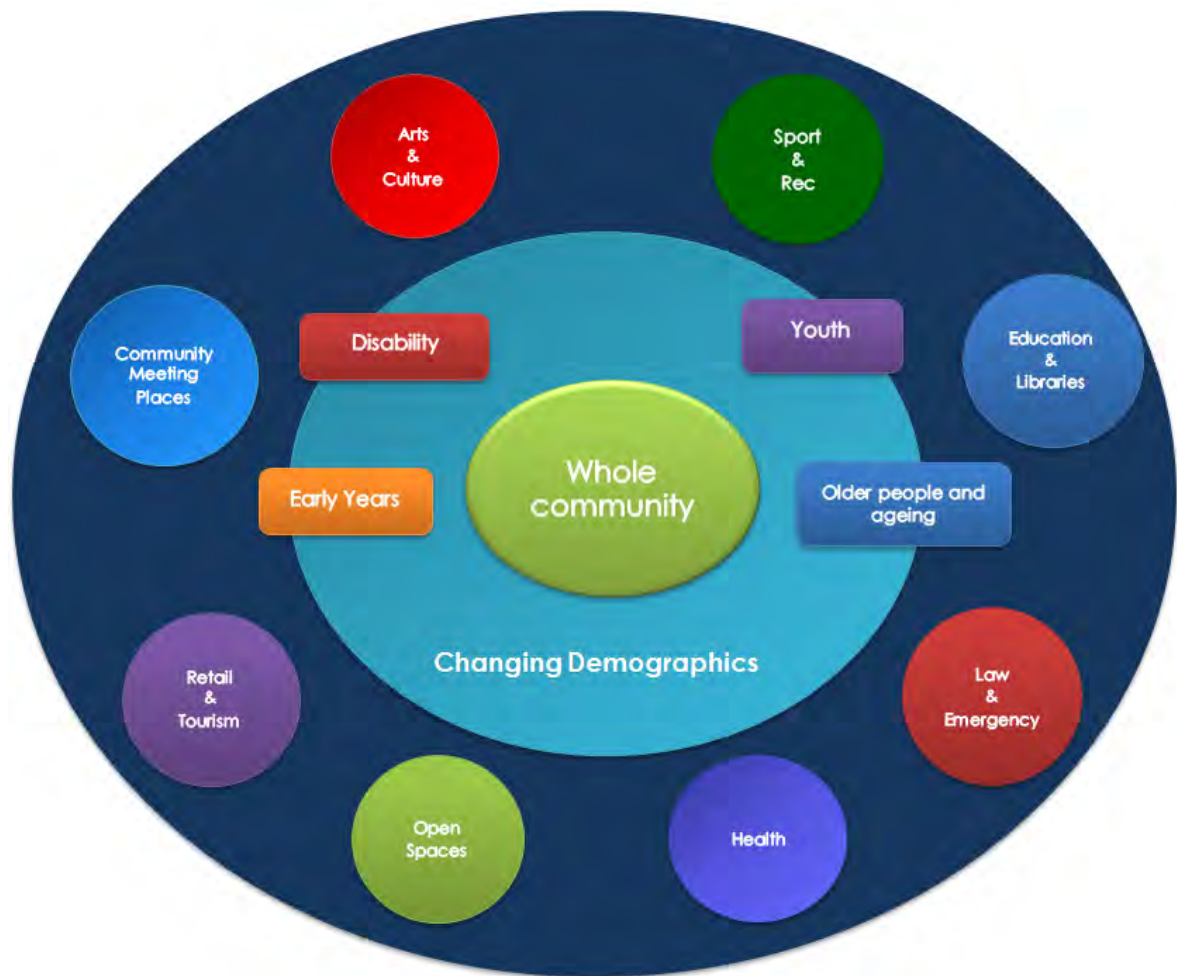 Arts
&
Culture
Sport
&
Rec
Community
Meeting
Places
Disability
Youth
Education
&
Libraries
Early Years
Whole
community
Older people and
ageing
Changing Demographics
Retail
&
Tourism
Law
&
Emergency
Open
Spaces
Health